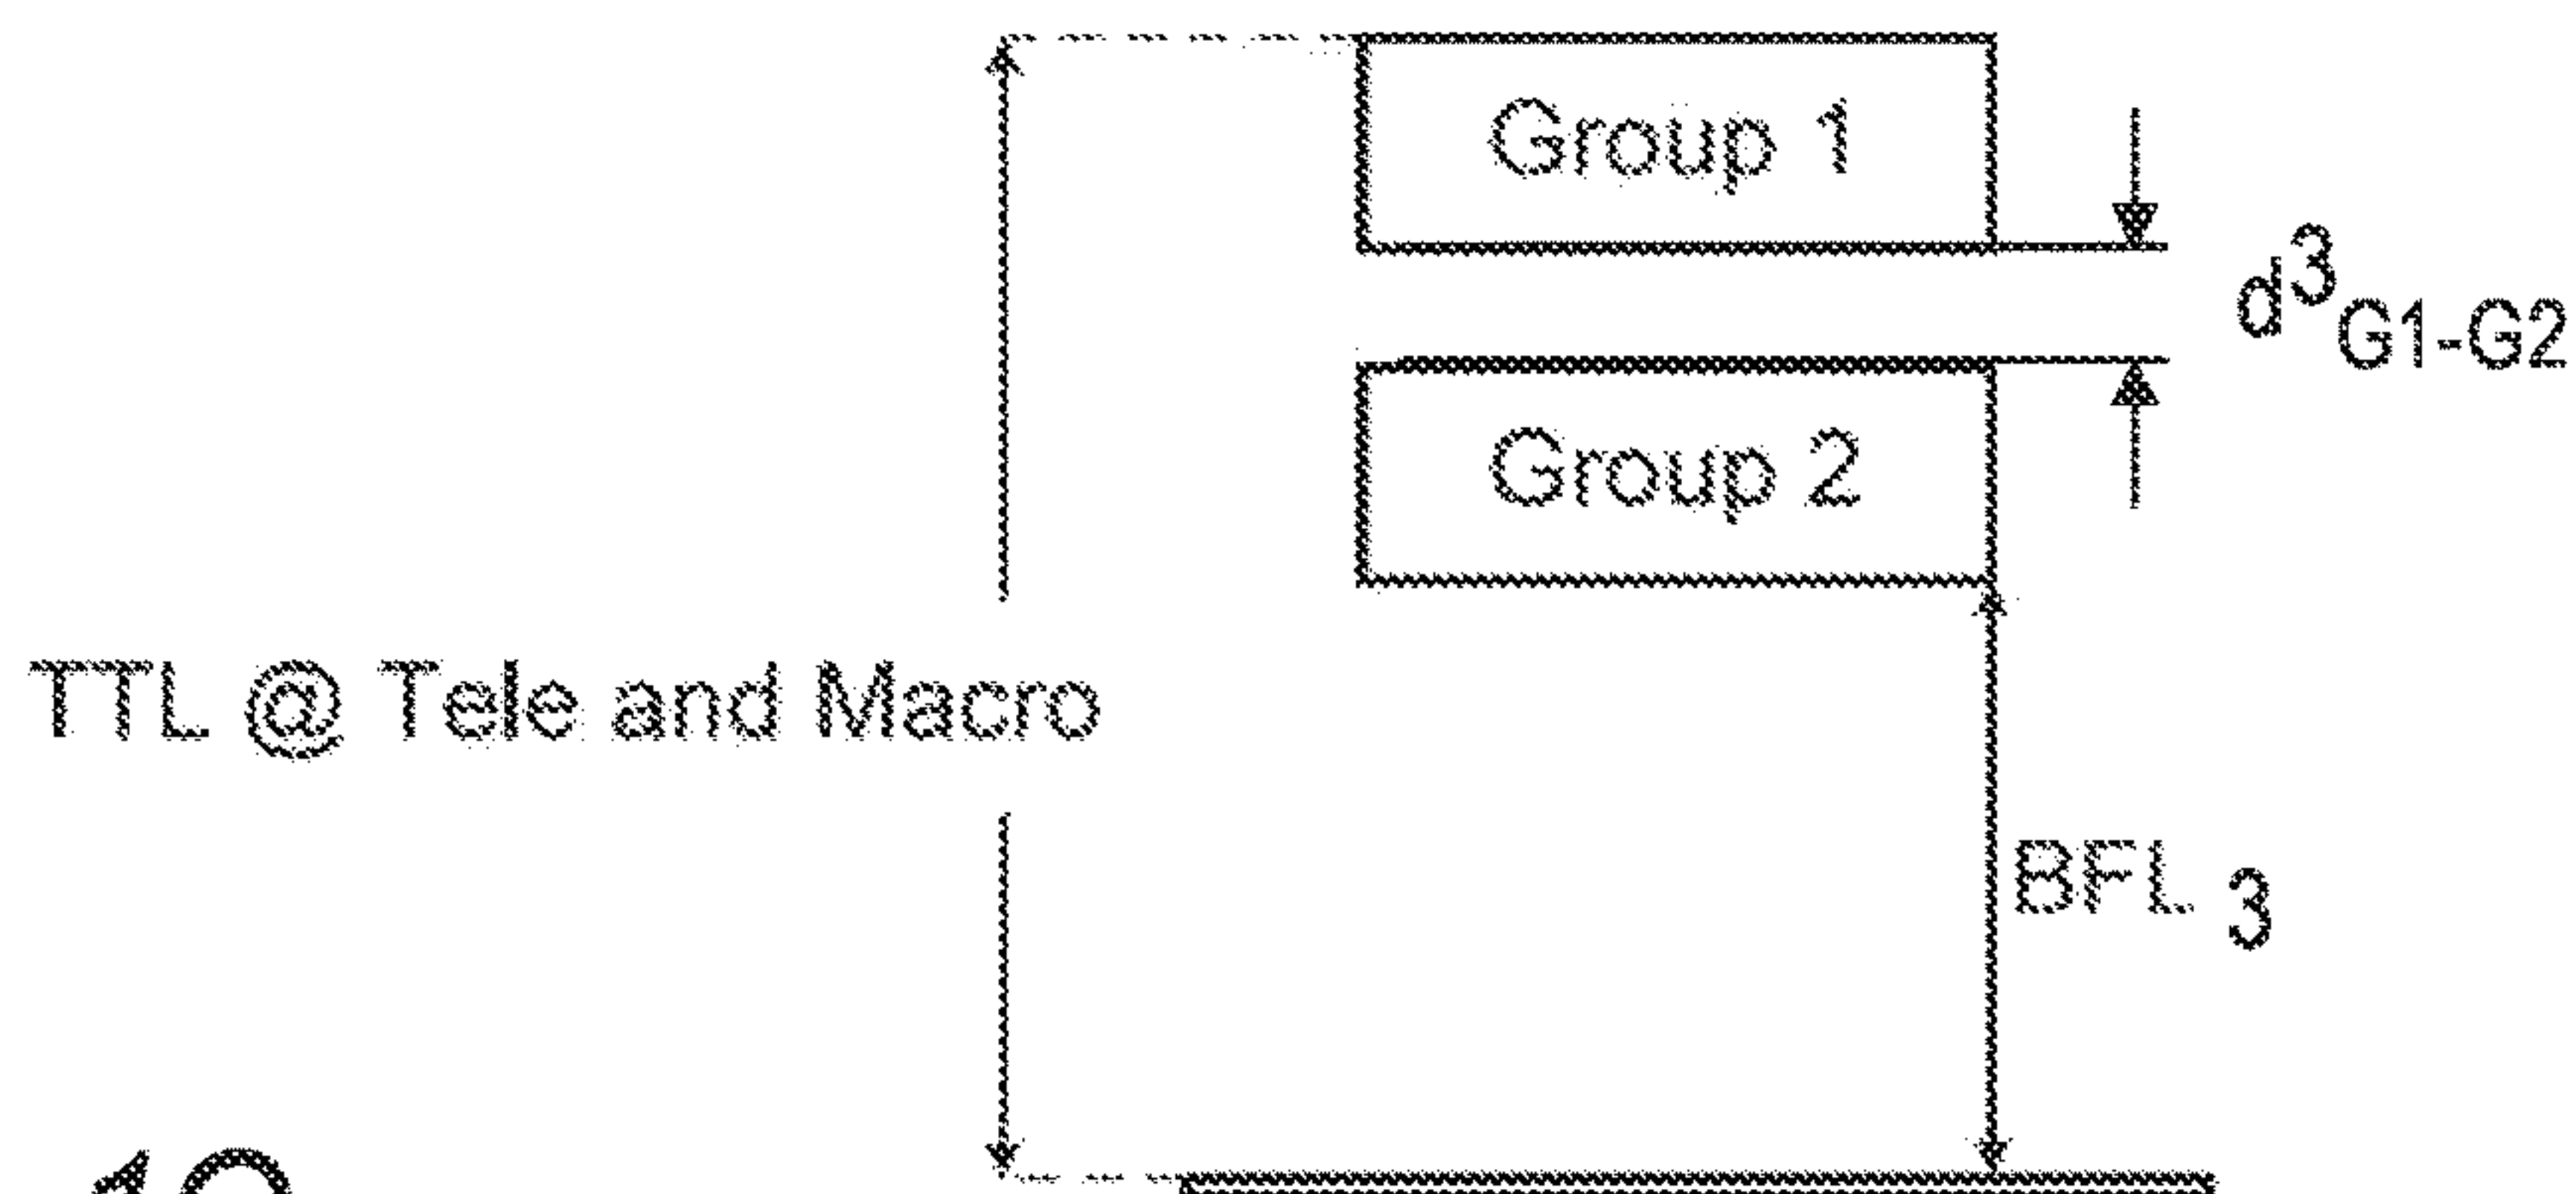 Group 1
d³G1-G2
Group 2
TTL @ Tele and Macro
BFL 3